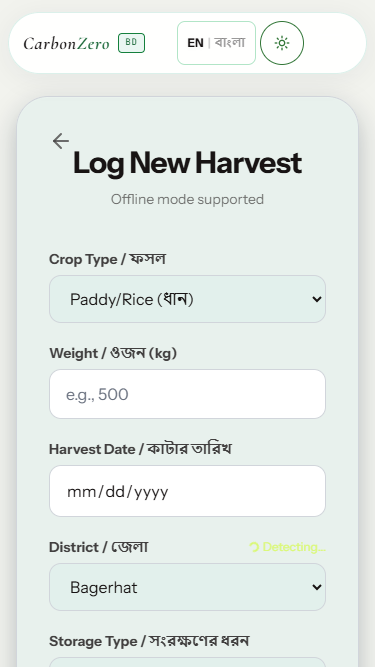 CarbonZero BD EN | বাংলা
Log New Harvest
Offline mode supported
Crop Type / ফসল
Paddy/Rice (ধান)
Weight / ওজন (kg)
e.g., 500
Harvest Date / কাটার তারিখ
mm/dd/yyyy
District / জেলা Detecting...
Bagerhat
Storage Type / সংরক্ষণের ধরন